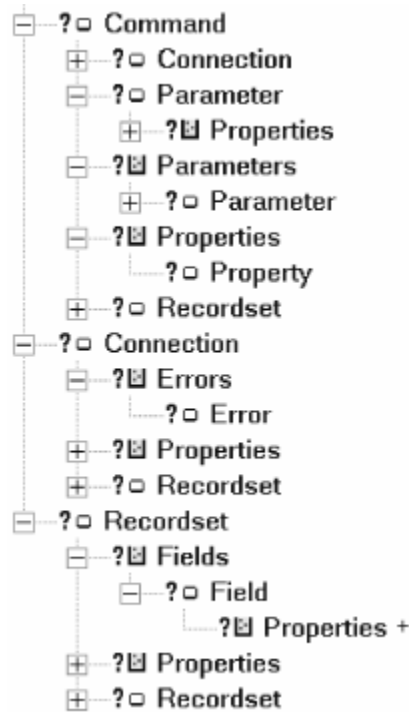 ? Command
? Connection
? Parameter
? Properties
? Parameters
? Parameter
? Properties
? Property
? Recordset
? Connection
? Errors
? Error
? Properties
? Recordset
? Recordset
? Fields
? Field
? Properties +
? Properties
? Recordset